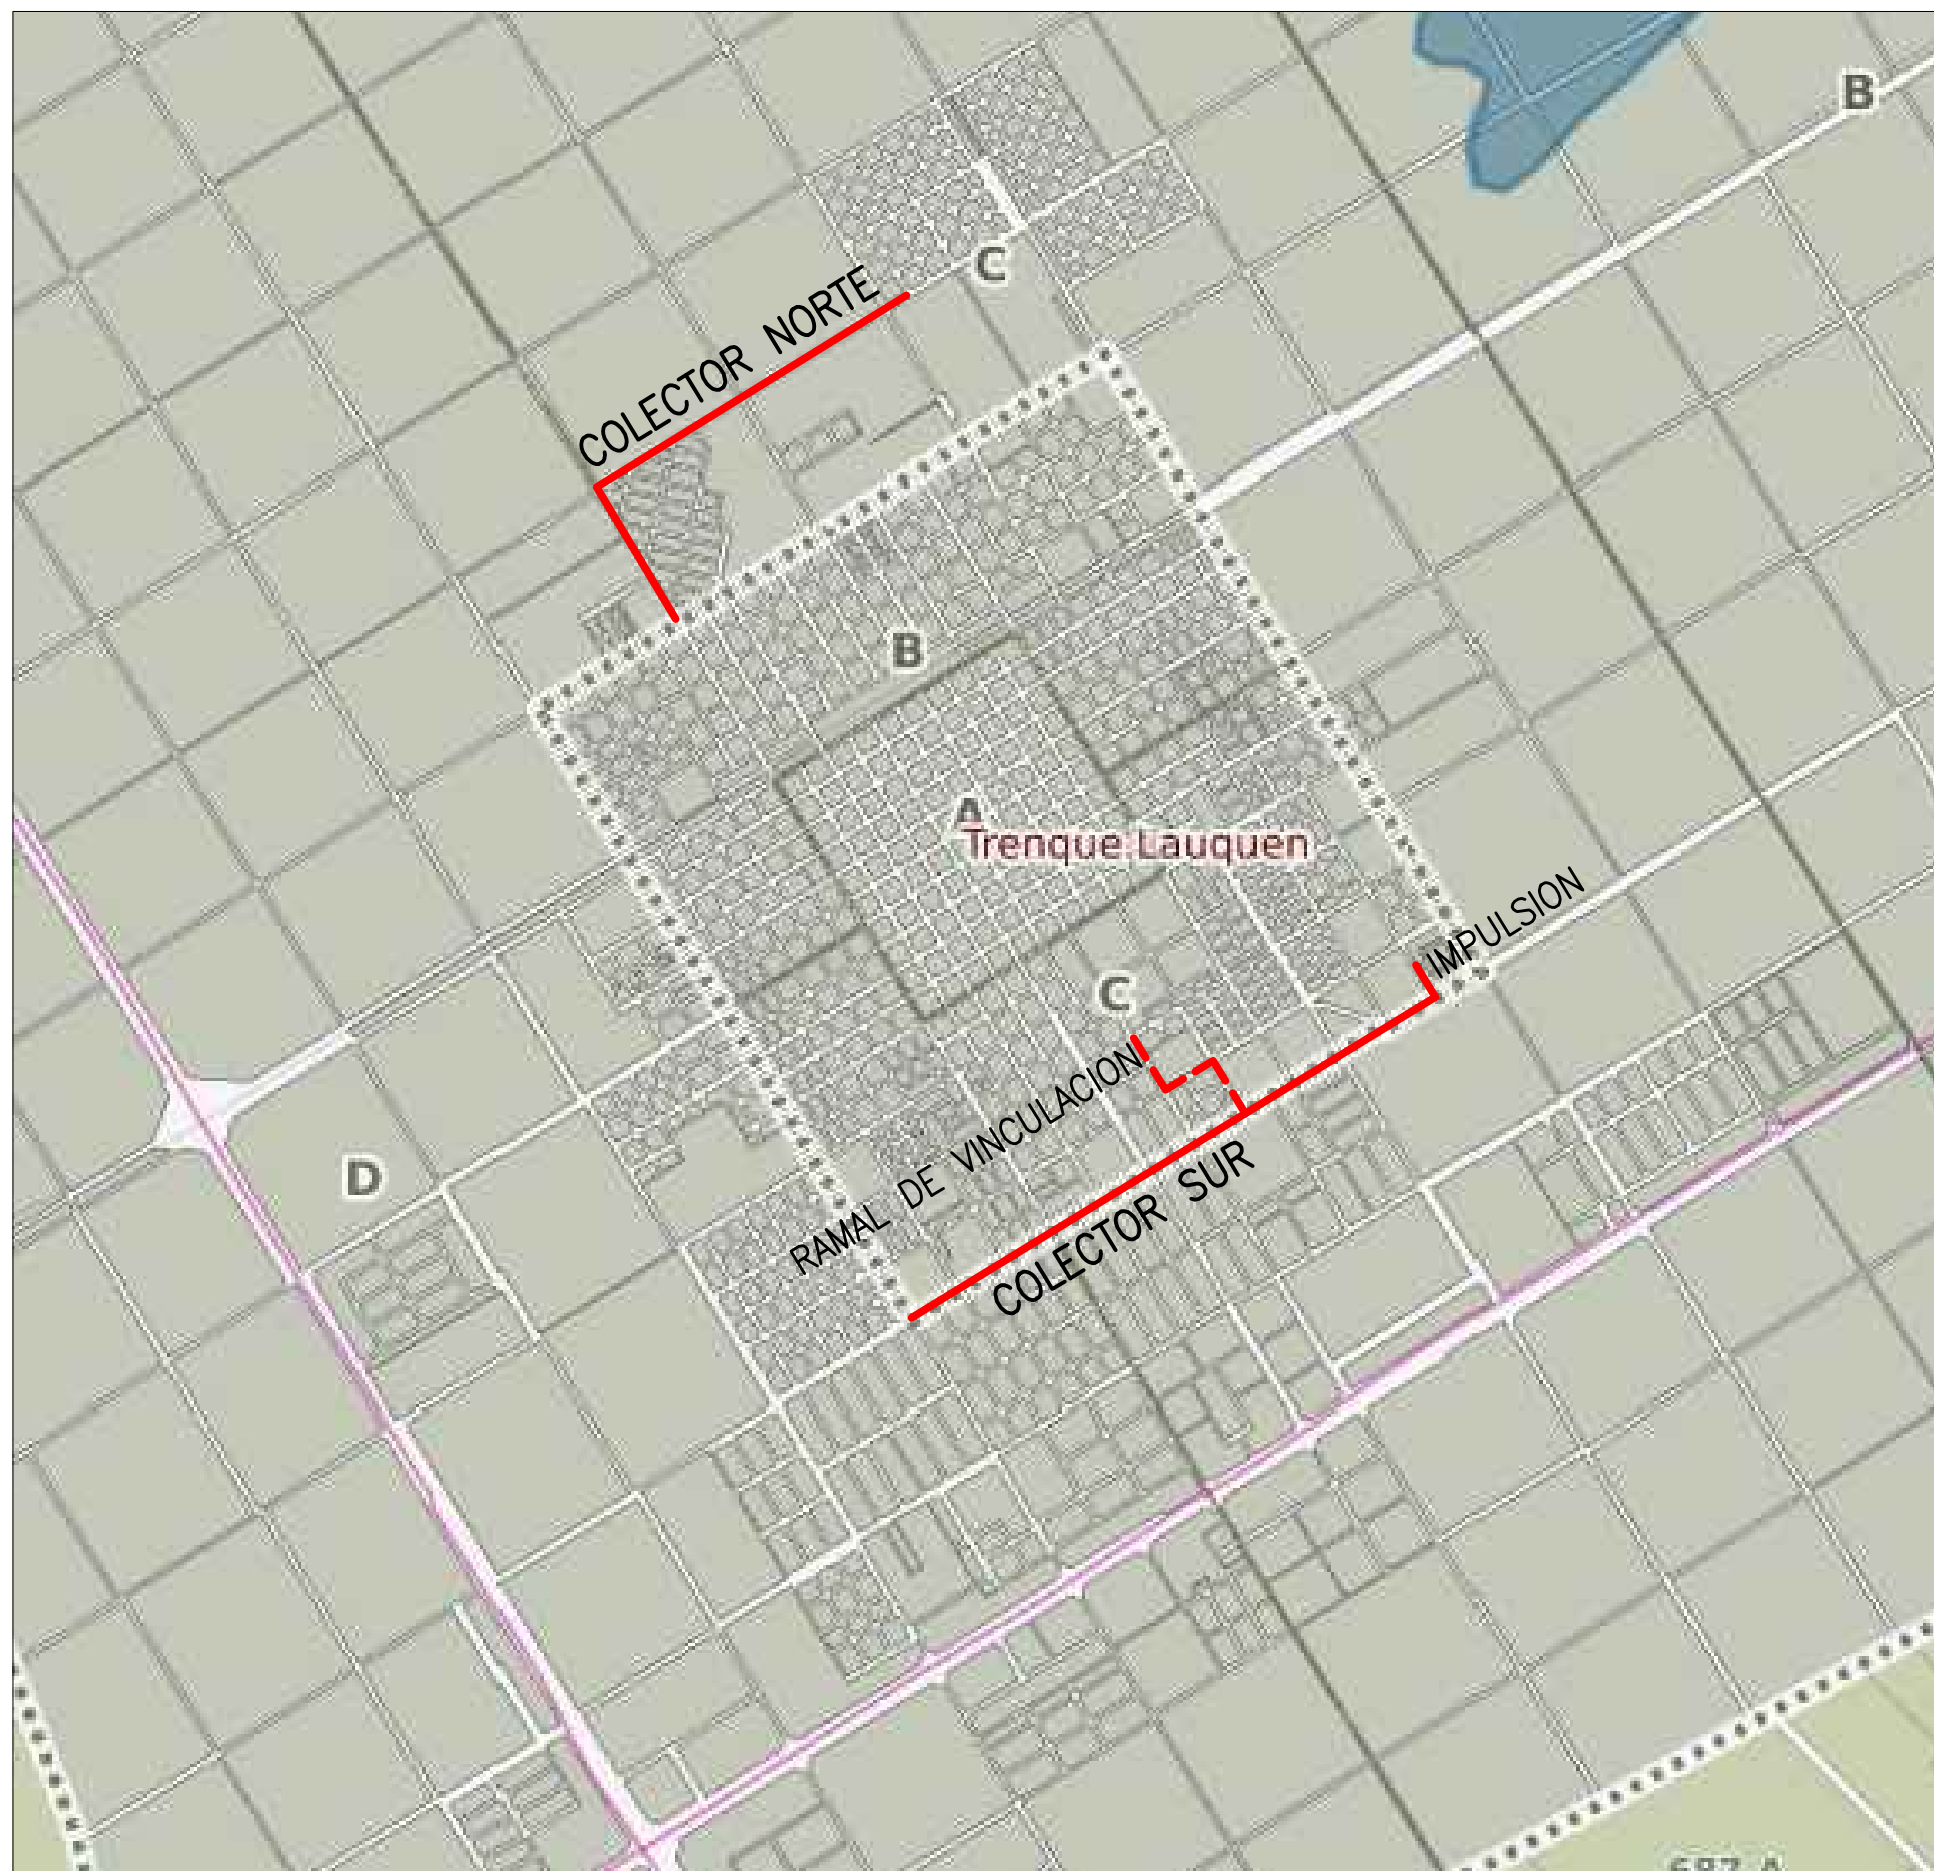 B
C
COLECTOR NORTE
B
A
Trenque Lauquen
IMPULSION
C
RAMAL DE VINCULACION
D
COLECTOR SUR